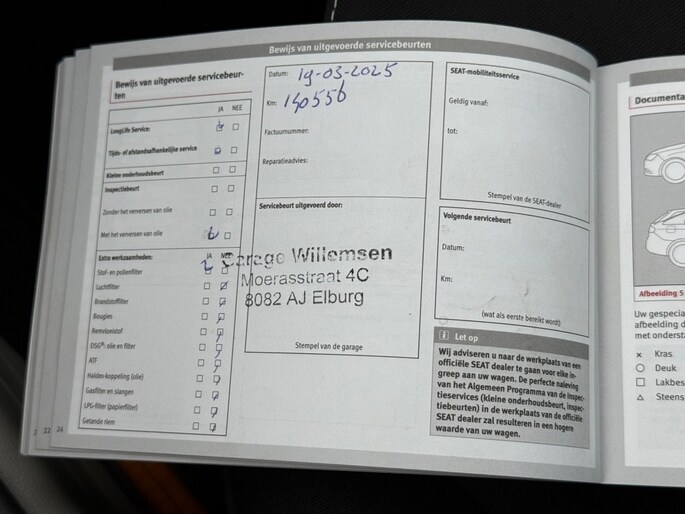 Bewijs van uitgevoerde servicebeurten
Bewijs van uitgevoerde servicebeur-
ten
JA NEE
LongLife Service:
Tijds- of afstandsafhankelijke service
Kleine onderhoudsbeurt
Inspectiebeurt
Zonder het verversen van olie
Met het verversen van olie
Extra werkzaamheden: JA NEE
Stof- en pollenfilter
Luchtfilter
Brandstoffilter
Bougies
Remvloeistof
DSG®: olie en filter
ATF
Haldex-koppeling (olie)
Gasfilter en slangen
LPG-filter (papierfilter)
Getande riem
22 24
Datum: 19-03-2025
Km: 140556
Factuurnummer:
Reparatieadvies:
Servicebeurt uitgevoerd door:
Garage Willemsen
Moerasstraat 4C
8082 AJ Elburg
Stempel van de garage
SEAT-mobiliteitsservice
Geldig vanaf:
tot:
Stempel van de SEAT-dealer
Volgende servicebeurt
Datum:
Km:
(wat als eerste bereikt wordt)
i Let op
Wij adviseren u naar de werkplaats van een
officiële SEAT dealer te gaan voor elke in-
greep aan uw wagen. De perfecte naleving
van het Algemeen Programma van de Inspec-
tieservices (kleine onderhoudsbeurt, inspec-
tiebeurten) in de werkplaats van de officiële
SEAT dealer zal resulteren in een hogere
waarde van uw wagen.
Documenta
Afbeelding 5
Uw gespecia
afbeelding d
met onderst
Kras
Deuk
Lakbes
Steens